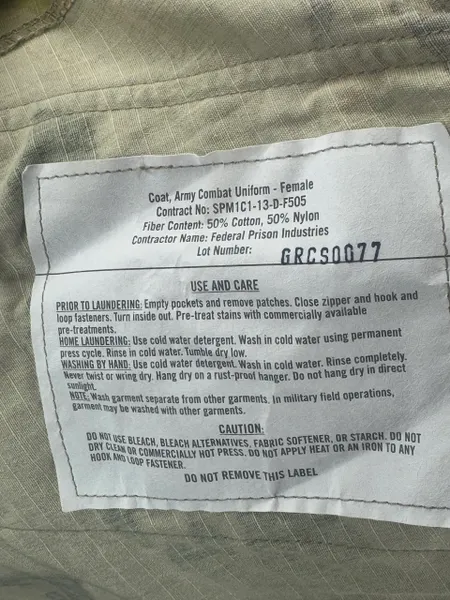 Coat, Army Combat Uniform - Female
Contract No: SPM1C1-13-D-F505
Fiber Content: 50% Cotton, 50% Nylon
Contractor Name: Federal Prison Industries
Lot Number: GRCS0077
USE AND CARE
PRIOR TO LAUNDERING: Empty pockets and remove patches. Close zipper and hook and
loop fasteners. Turn inside out. Pre-treat stains with commercially available
pre-treatments.
HOME LAUNDERING: Use cold water detergent. Wash in cold water using permanent
press cycle. Rinse in cold water. Tumble dry low.
WASHING BY HAND: Use cold water detergent. Wash in cold water. Rinse completely.
Never twist or wring dry. Hang dry on a rust-proof hanger. Do not hang dry in direct
sunlight.
NOTE: Wash garment separate from other garments. In military field operations,
garment may be washed with other garments.
CAUTION:
DO NOT USE BLEACH, BLEACH ALTERNATIVES, FABRIC SOFTENER, OR STARCH. DO NOT
DRY CLEAN OR COMMERCIALLY HOT PRESS. DO NOT APPLY HEAT OR AN IRON TO ANY
HOOK AND LOOP FASTENER.
DO NOT REMOVE THIS LABEL